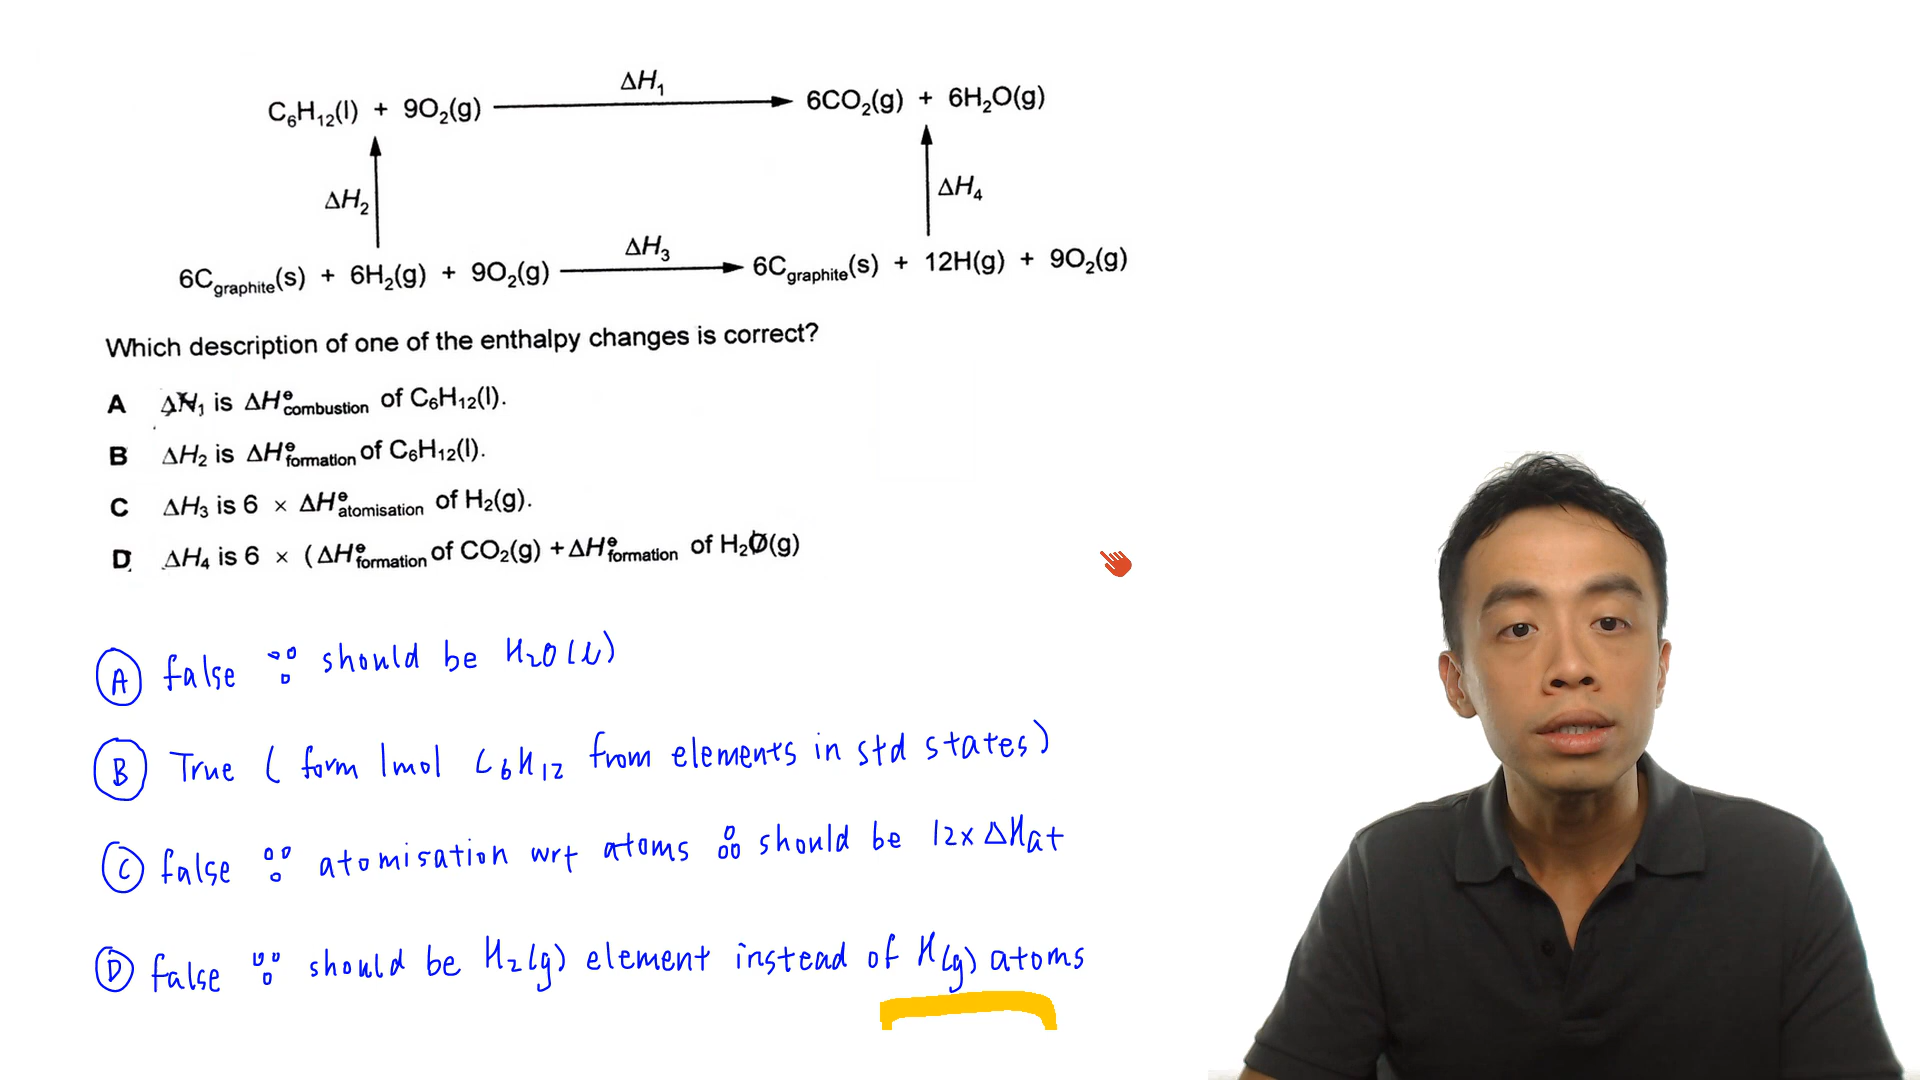 ΔH₁
C₆H₁₂(l) + 9O₂(g) 6CO₂(g) + 6H₂O(g)
ΔH₂ ΔH₄
ΔH₃
6C_graphite(s) + 6H₂(g) + 9O₂(g) 6C_graphite(s) + 12H(g) + 9O₂(g)
Which description of one of the enthalpy changes is correct?
A ΔH₁ is ΔH°combustion of C₆H₁₂(l).
B ΔH₂ is ΔH°formation of C₆H₁₂(l).
C ΔH₃ is 6 × ΔH°atomisation of H₂(g).
D ΔH₄ is 6 × (ΔH°formation of CO₂(g) + ΔH°formation of H₂O(g)
A false ∵ should be H₂O(l)
B True ( form 1mol C₆H₁₂ from elements in std states)
C false ∵ atomisation wrt atoms ∴ should be 12x ΔHat
D false ∵ should be H₂(g) element instead of H(g) atoms